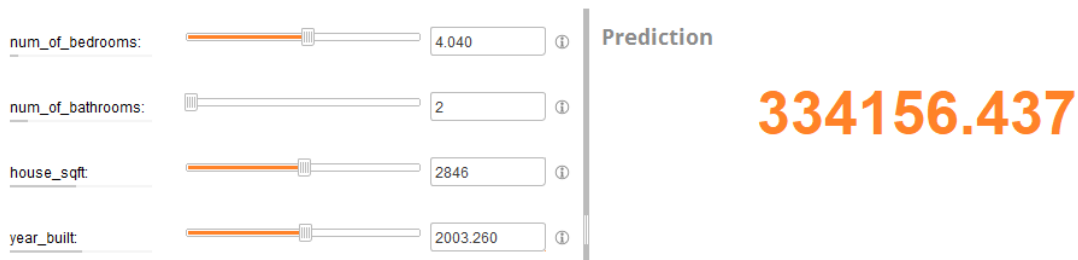 num_of_bedrooms: 4.040
num_of_bathrooms: 2
house_sqft: 2846
year_built: 2003.260
Prediction
334156.437